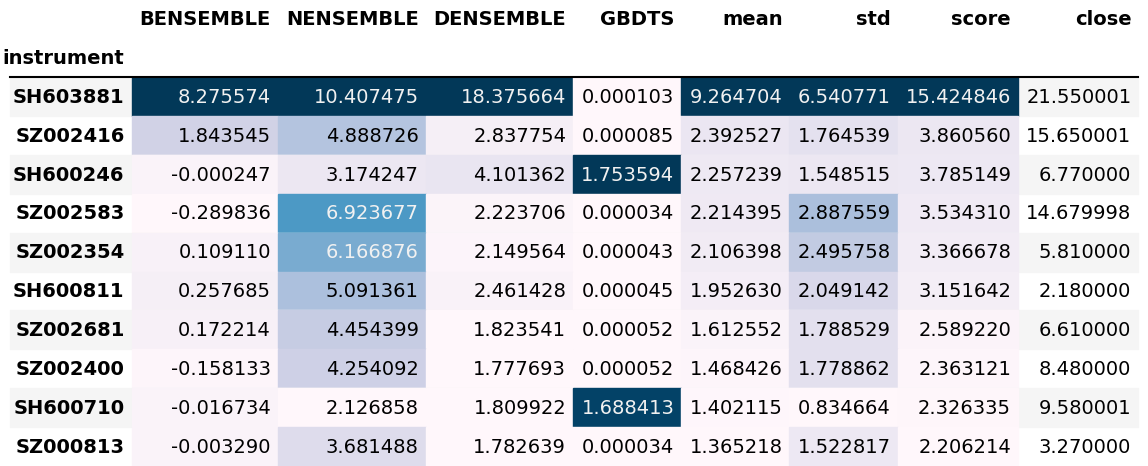 BENSEMBLE NENSEMBLE DENSEMBLE GBDTS mean std score close
instrument
SH603881 8.275574 10.407475 18.375664 0.000103 9.264704 6.540771 15.424846 21.550001
SZ002416 1.843545 4.888726 2.837754 0.000085 2.392527 1.764539 3.860560 15.650001
SH600246 -0.000247 3.174247 4.101362 1.753594 2.257239 1.548515 3.785149 6.770000
SZ002583 -0.289836 6.923677 2.223706 0.000034 2.214395 2.887559 3.534310 14.679998
SZ002354 0.109110 6.166876 2.149564 0.000043 2.106398 2.495758 3.366678 5.810000
SH600811 0.257685 5.091361 2.461428 0.000045 1.952630 2.049142 3.151642 2.180000
SZ002681 0.172214 4.454399 1.823541 0.000052 1.612552 1.788529 2.589220 6.610000
SZ002400 -0.158133 4.254092 1.777693 0.000052 1.468426 1.778862 2.363121 8.480000
SH600710 -0.016734 2.126858 1.809922 1.688413 1.402115 0.834664 2.326335 9.580001
SZ000813 -0.003290 3.681488 1.782639 0.000034 1.365218 1.522817 2.206214 3.270000